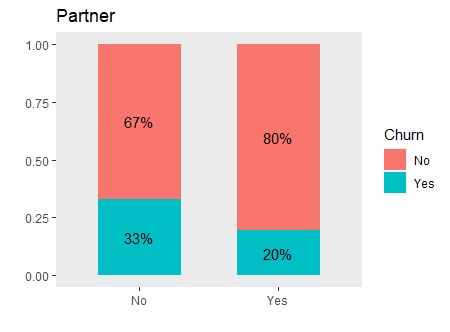 Partner
1.00
0.75
0.50
0.25
0.00
67%
80%
33%
20%
No
Yes
Churn
No
Yes